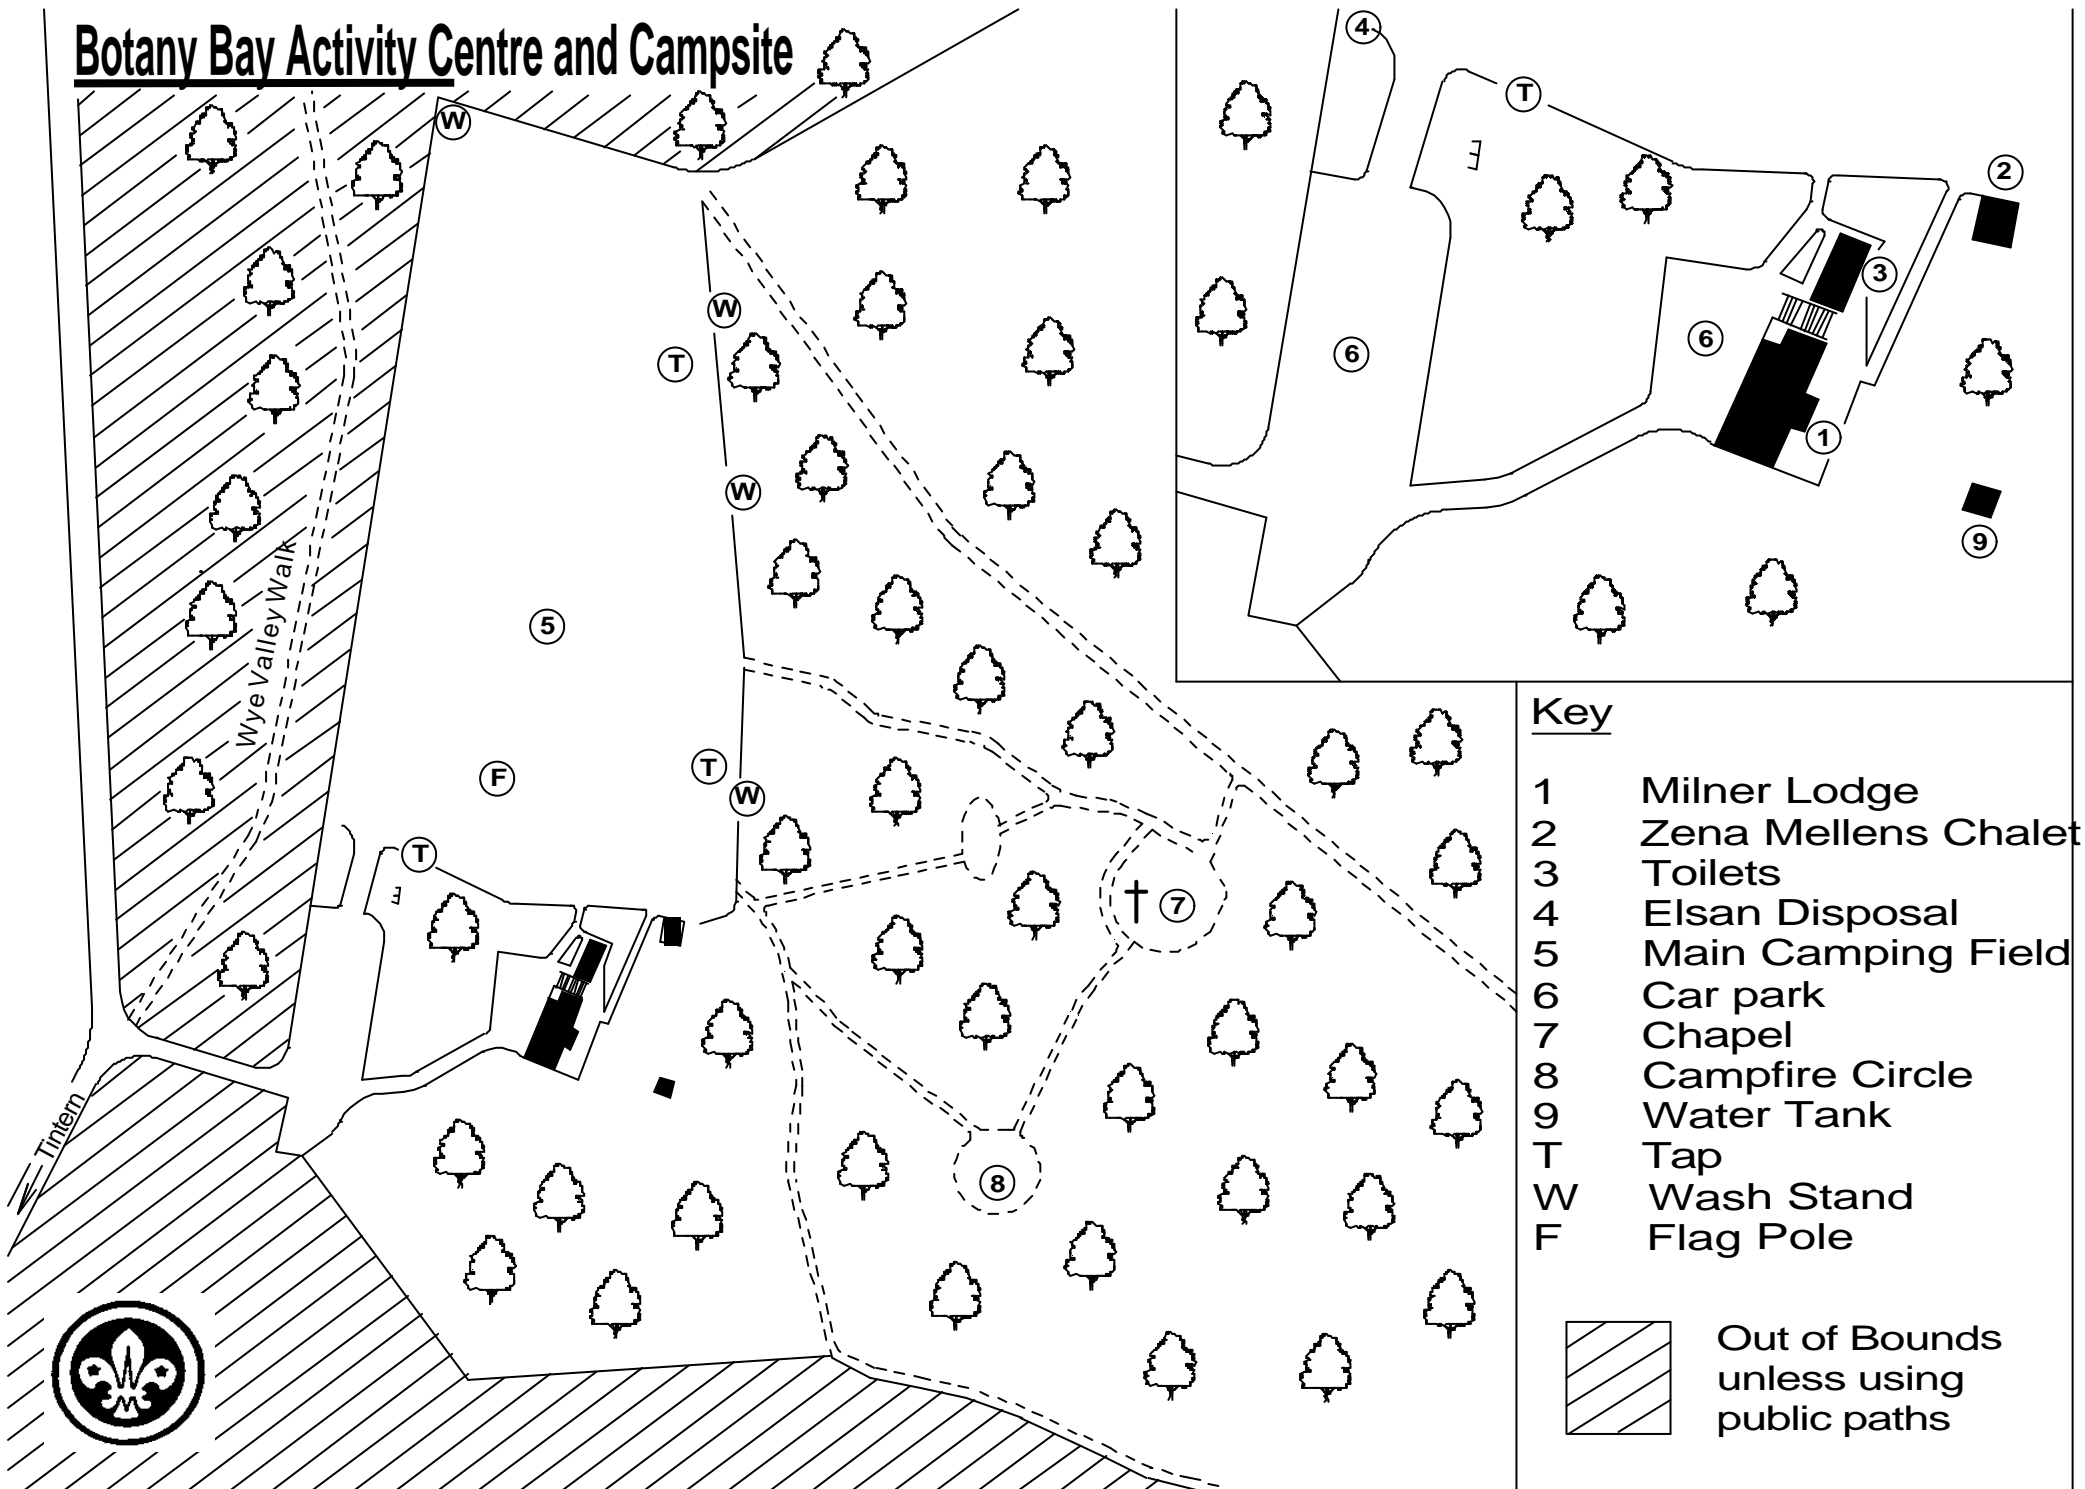 Botany Bay Activity Centre and Campsite
W
W
T
W
5
Wye Valley Walk
F
T
W
T
7
8
Tintern
4
T
2
3
6
6
1
9
Key
1 Milner Lodge
2 Zena Mellens Chalet
3 Toilets
4 Elsan Disposal
5 Main Camping Field
6 Car park
7 Chapel
8 Campfire Circle
9 Water Tank
T Tap
W Wash Stand
F Flag Pole
Out of Bounds
unless using
public paths